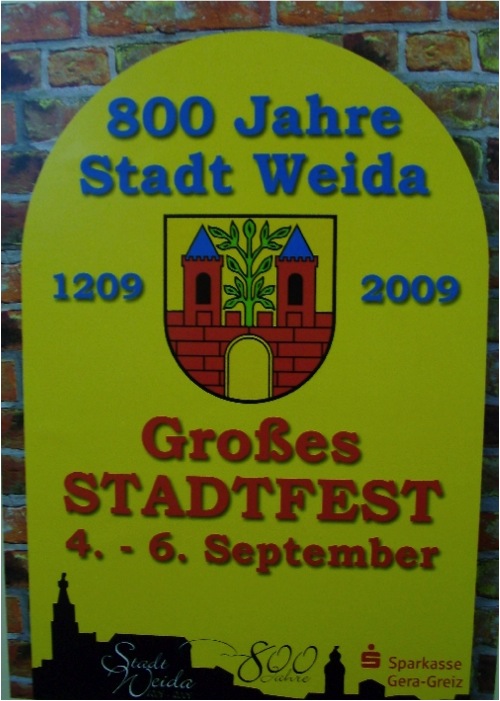 800 Jahre
Stadt Weida
1209 2009
Großes
STADTFEST
4. - 6. September
Stadt Weida
800 Jahre
Sparkasse
Gera-Greiz